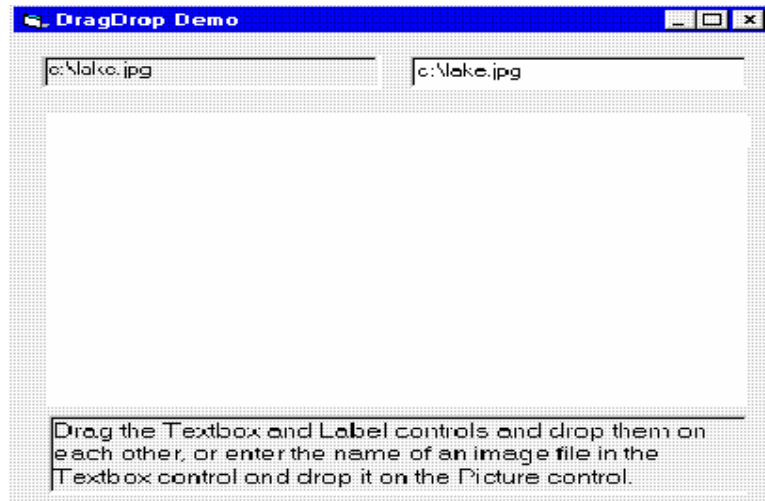 DragDrop Demo
c:\lake.jpg c:\lake.jpg
Drag the Textbox and Label controls and drop them on
each other, or enter the name of an image file in the
Textbox control and drop it on the Picture control.